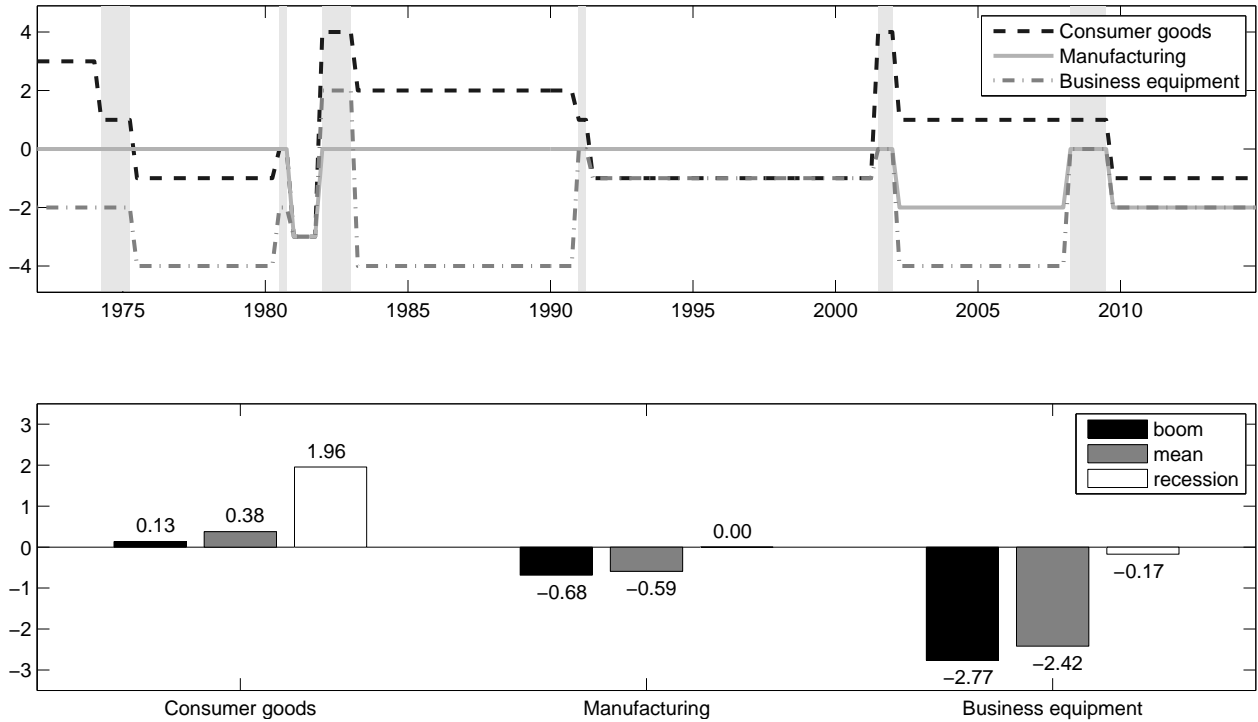 4
2
0
−2
−4
1975 1980 1985 1990 1995 2000 2005 2010
Consumer goods
Manufacturing
Business equipment
3
2
1
0
−1
−2
−3
0.13
0.38
1.96
−0.68
−0.59
0.00
−2.77
−2.42
−0.17
boom
mean
recession
Consumer goods Manufacturing Business equipment